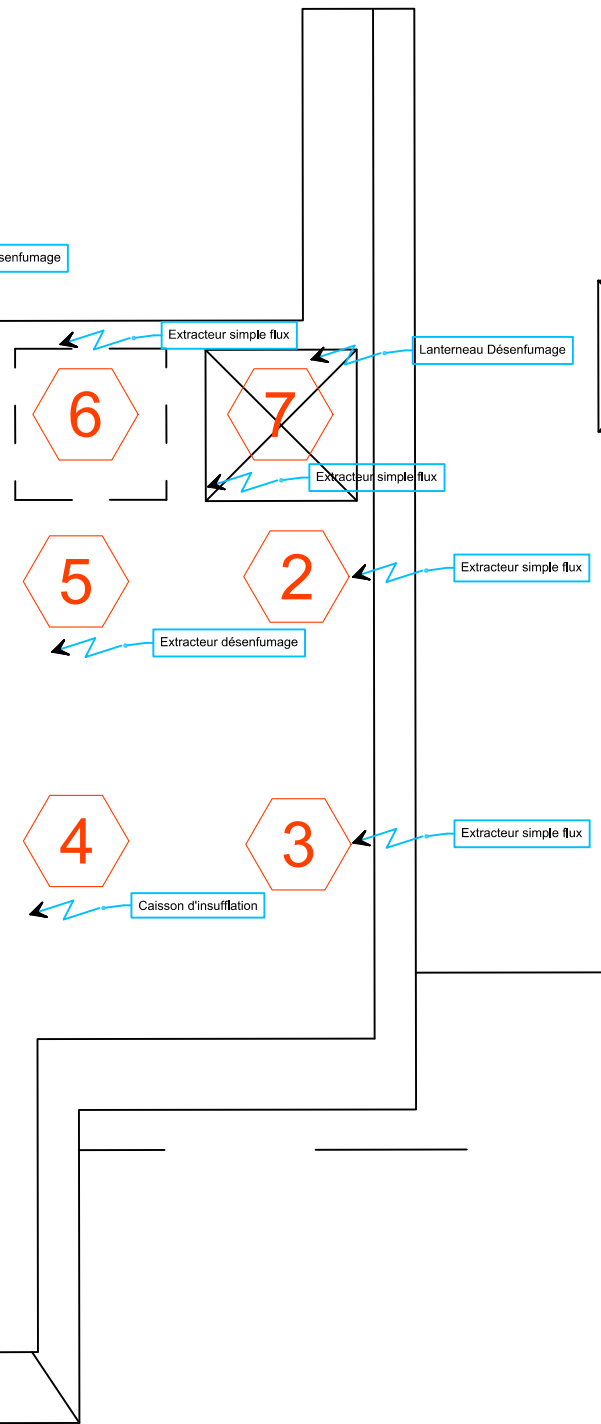 senfumage
Extracteur simple flux
Lanterneau Désenfumage
6
7
Extracteur simple flux
5
2
Extracteur simple flux
Extracteur désenfumage
4
3
Extracteur simple flux
Caisson d'insufflation